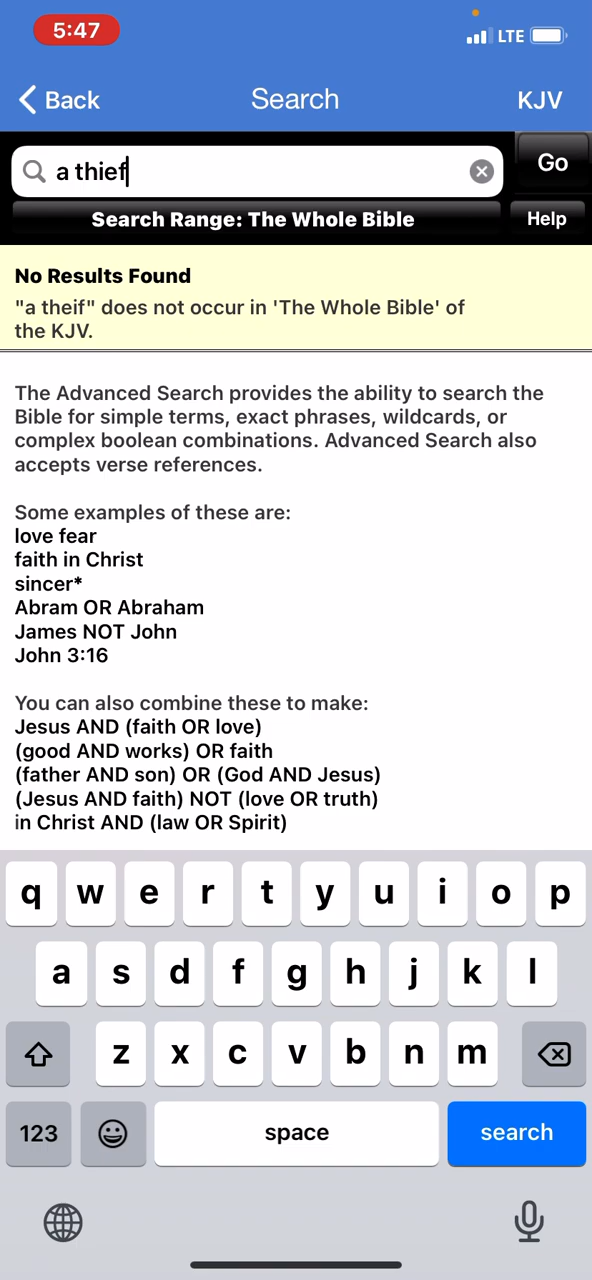 5:47
LTE
Back
Search
KJV
a thief
Go
Search Range: The Whole Bible
Help
No Results Found
"a theif" does not occur in 'The Whole Bible' of
the KJV.
The Advanced Search provides the ability to search the
Bible for simple terms, exact phrases, wildcards, or
complex boolean combinations. Advanced Search also
accepts verse references.
Some examples of these are:
love fear
faith in Christ
sincer*
Abram OR Abraham
James NOT John
John 3:16
You can also combine these to make:
Jesus AND (faith OR love)
(good AND works) OR faith
(father AND son) OR (God AND Jesus)
(Jesus AND faith) NOT (love OR truth)
in Christ AND (law OR Spirit)
q w e r t y u i o p
a s d f g h j k l
z x c v b n m
123
space
search